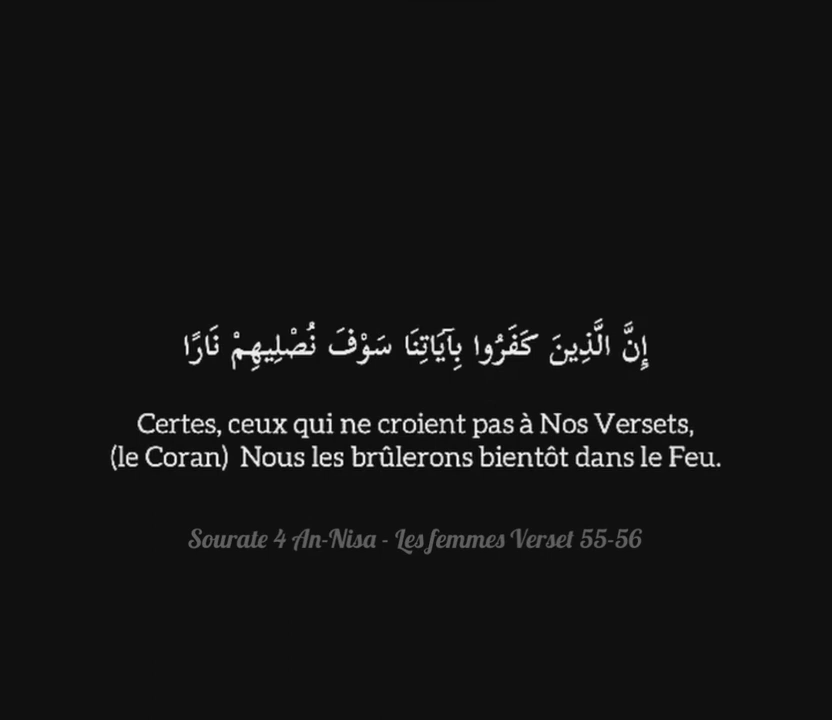 إِنَّ الَّذِينَ كَفَرُوا بِآيَاتِنَا سَوْفَ نُصْلِيهِمْ نَارًا
Certes, ceux qui ne croient pas à Nos Versets,
(le Coran) Nous les brûlerons bientôt dans le Feu.
Sourate 4 An-Nisa - Les femmes Verset 55-56